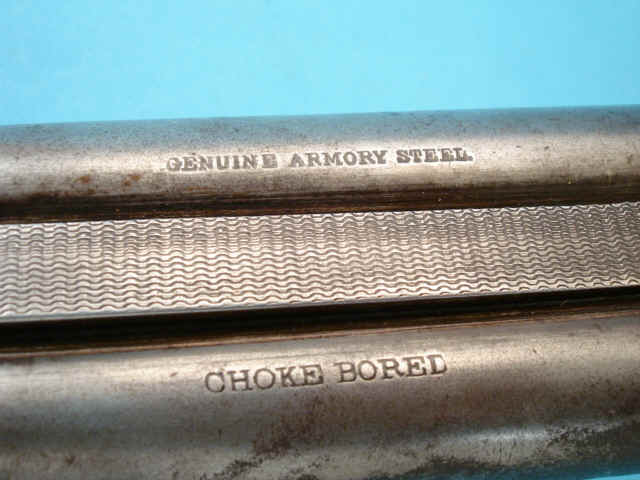 GENUINE ARMORY STEEL.
CHOKE BORED